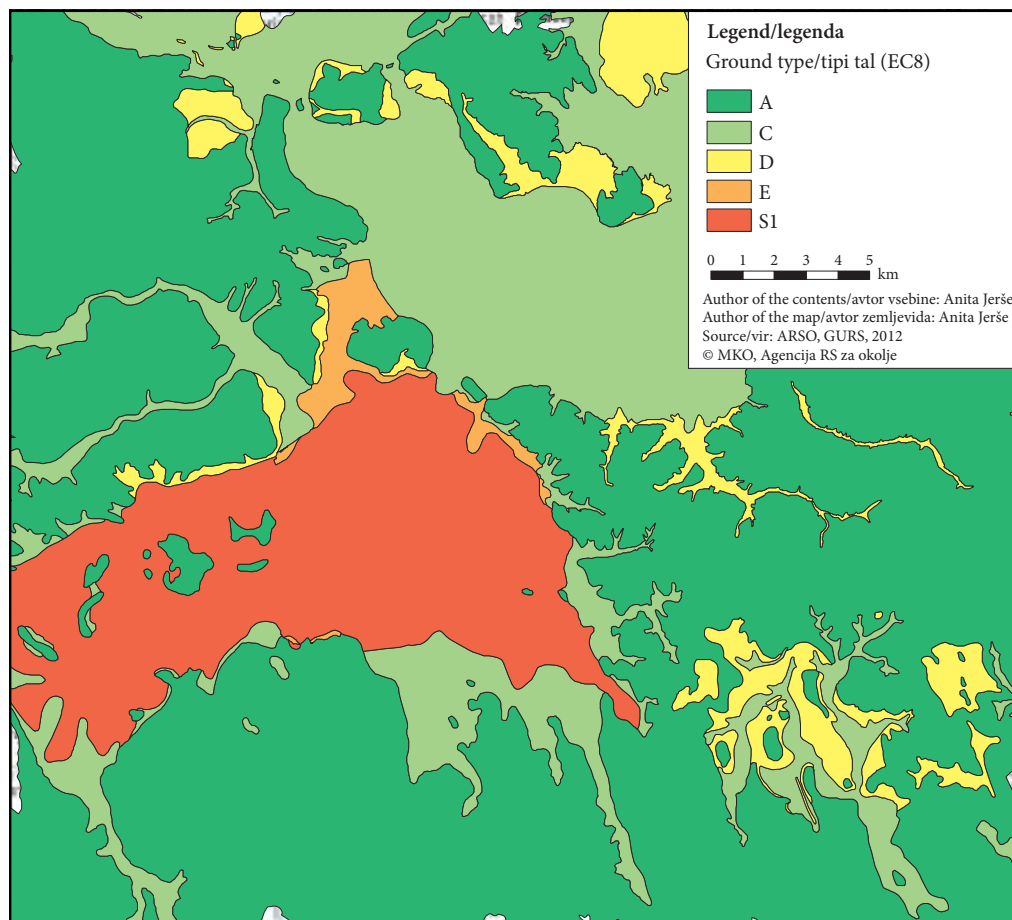 Legend/legenda
Ground type/tipi tal (EC8)
A
C
D
E
S1
0 1 2 3 4 5
km
Author of the contents/avtor vsebine: Anita Jerše
Author of the map/avtor zemljevida: Anita Jerše
Source/vir: ARSO, GURS, 2012
© MKO, Agencija RS za okolje